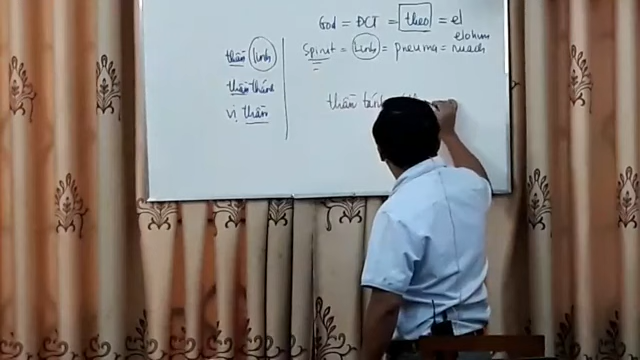 God = ĐCT = theo = el
elohim
Spirit = Linh = pneuma = ruach
thần linh
thần thánh
vị thần
thần tánh